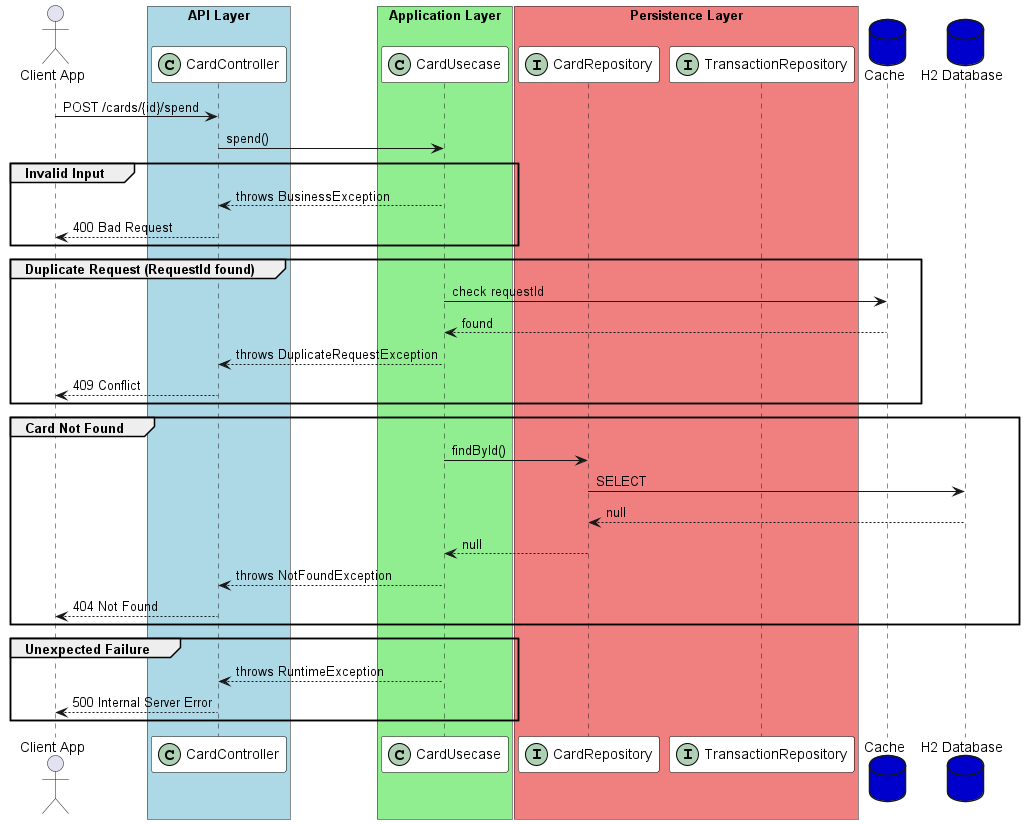 API Layer
Application Layer
Persistence Layer
Client App
C CardController
C CardUsecase
I CardRepository
I TransactionRepository
Cache
H2 Database
POST /cards/{id}/spend
spend()
Invalid Input
throws BusinessException
400 Bad Request
Duplicate Request (RequestId found)
check requestId
found
throws DuplicateRequestException
409 Conflict
Card Not Found
findById()
SELECT
null
null
throws NotFoundException
404 Not Found
Unexpected Failure
throws RuntimeException
500 Internal Server Error
Client App
C CardController
C CardUsecase
I CardRepository
I TransactionRepository
Cache
H2 Database